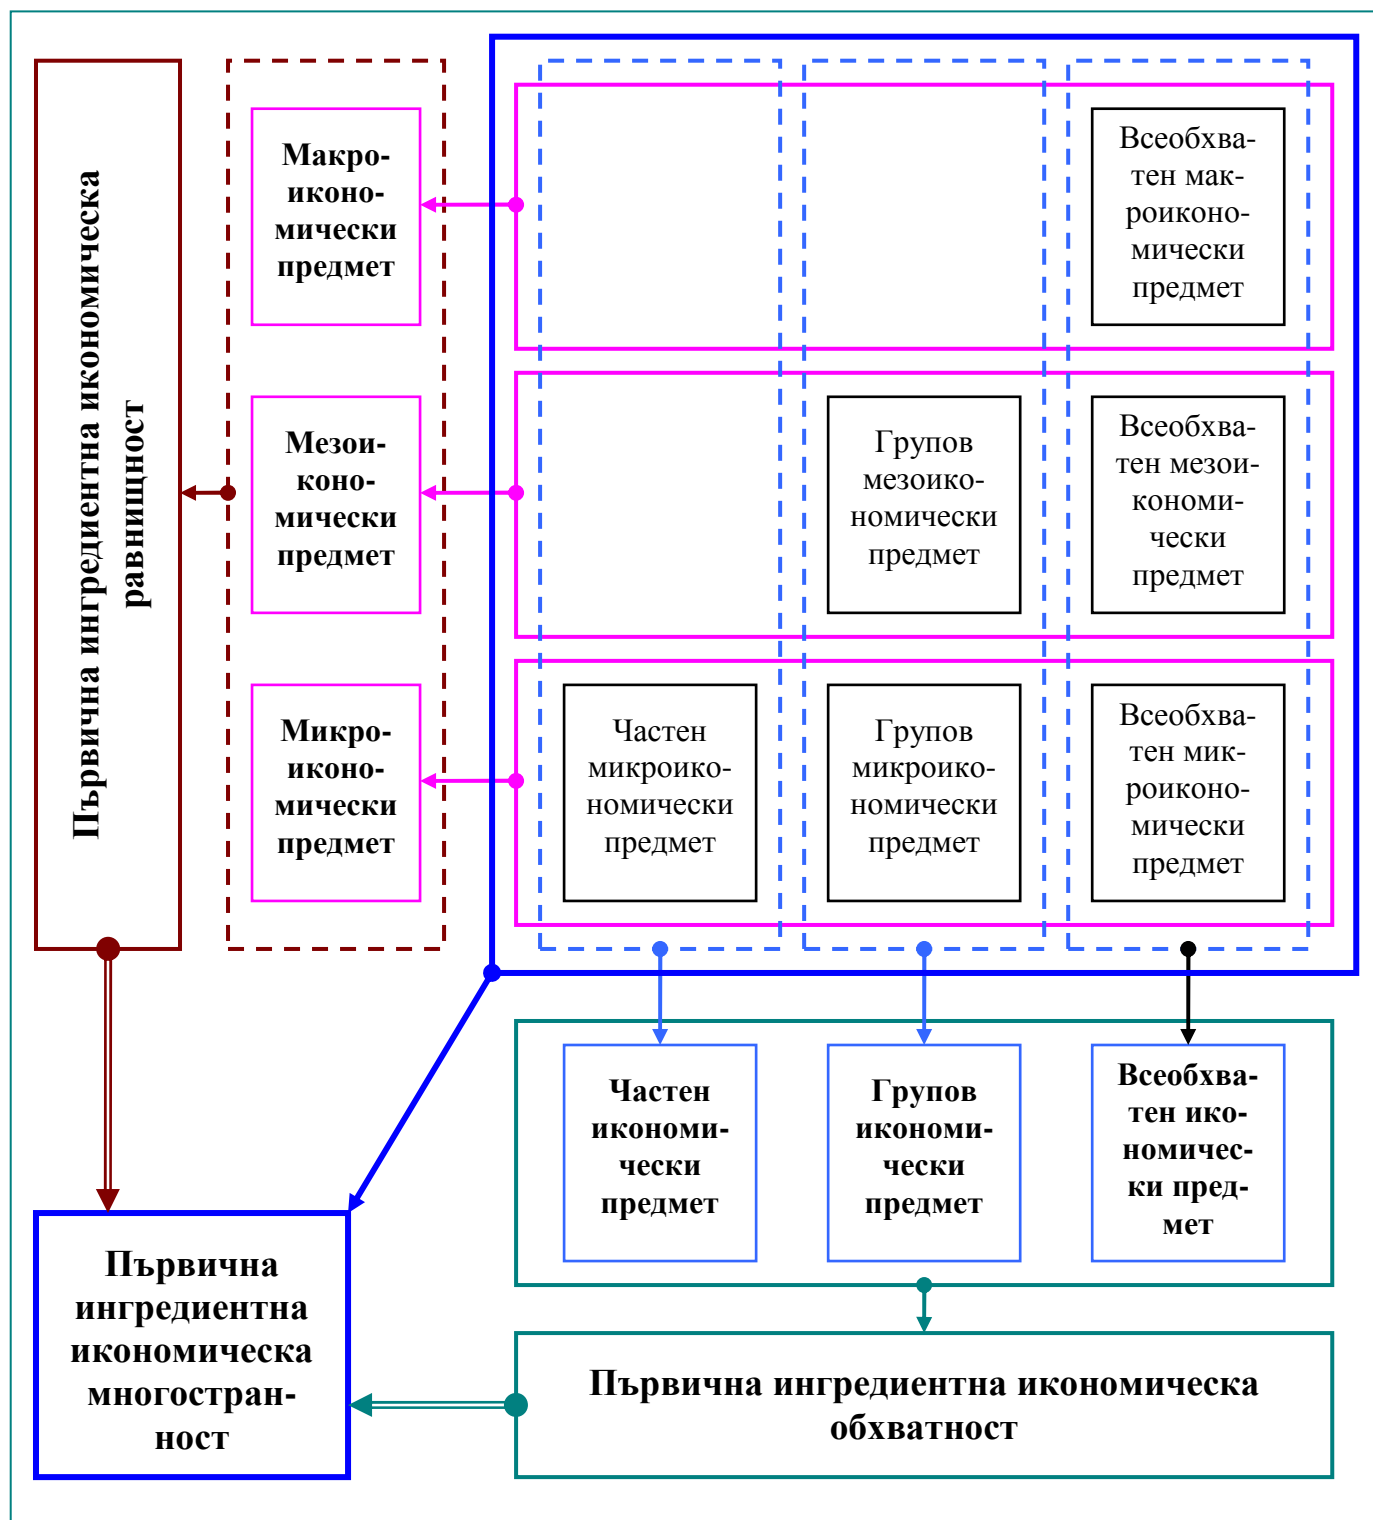 Първична ингредиентна икономическа
равнищност
Макро-
иконо-
мически
предмет
Всеобхва-
тен мак-
роиконо-
мически
предмет
Мезои-
коно-
мически
предмет
Групов
мезоико-
номически
предмет
Всеобхва-
тен мезои-
кономи-
чески
предмет
Микро-
иконо-
мически
предмет
Частен
микроико-
номически
предмет
Групов
микроико-
номически
предмет
Всеобхва-
тен мик-
роиконо-
мически
предмет
Частен
икономи-
чески
предмет
Групов
икономи-
чески
предмет
Всеобхва-
тен ико-
номичес-
ки пред-
мет
Първична
ингредиентна
икономическа
многостран-
ност
Първична ингредиентна икономическа
обхватност